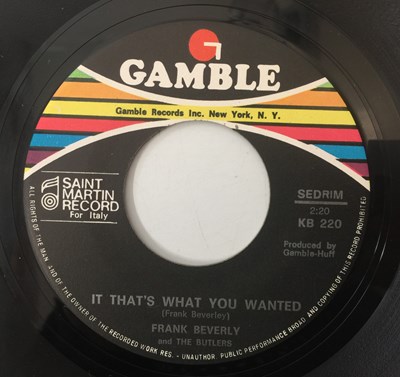 GAMBLE
Gamble Records Inc. New York, N. Y.
SAINT
MARTIN
RECORD
For Italy
SEDRIM
2:20
KB 220
Produced by
Gamble-Huff
IT THAT'S WHAT YOU WANTED
(Frank Beverley)
FRANK BEVERLY
and THE BUTLERS
ALL RIGHTS OF THE MAN. AND OF THE OWNER OF THE RECORDED WORK RES. - UNAUTHOR. PUBLIC PERFORMANCE BROAD. AND COPYING OF THIS RECORD PROHIBITED